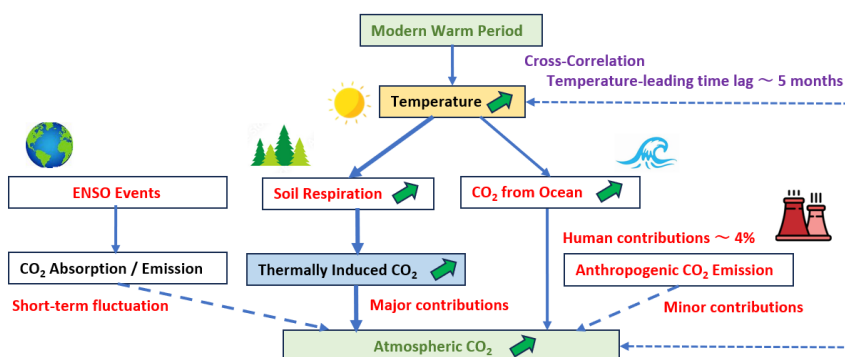 Modern Warm Period
Cross-Correlation
Temperature-leading time lag ~ 5 months
Temperature
ENSO Events
Soil Respiration
CO₂ from Ocean
Human contributions ~ 4%
CO₂ Absorption / Emission
Thermally Induced CO₂
Anthropogenic CO₂ Emission
Short-term fluctuation
Major contributions
Minor contributions
Atmospheric CO₂